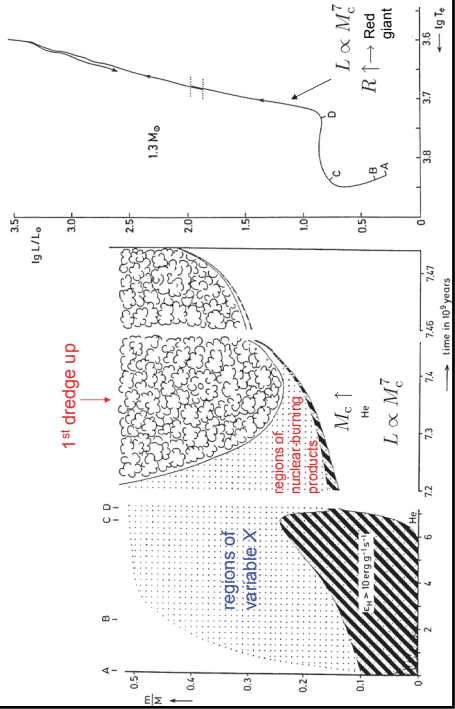 lg L/L⊙
3.5
3.0
2.5
2.0
1.5
1.0
0.5
0
3.6
3.7
3.8
← lg Tₑ
1.3 M⊙
L ∝ M_c^7
R ↑ → Red
giant
D
C
B
A
1st dredge up
A
B
C
D
m/M
0.5
0.4
0.3
0.2
0.1
0
regions of
variable X
regions of
nuclear-burning
products
M_c ↑
He
L ∝ M_c^7
ε_H > 10 erg g⁻¹ s⁻¹
He
2
4
6
7.2
7.3
7.4
7.46
7.47
→ time in 10⁹ years